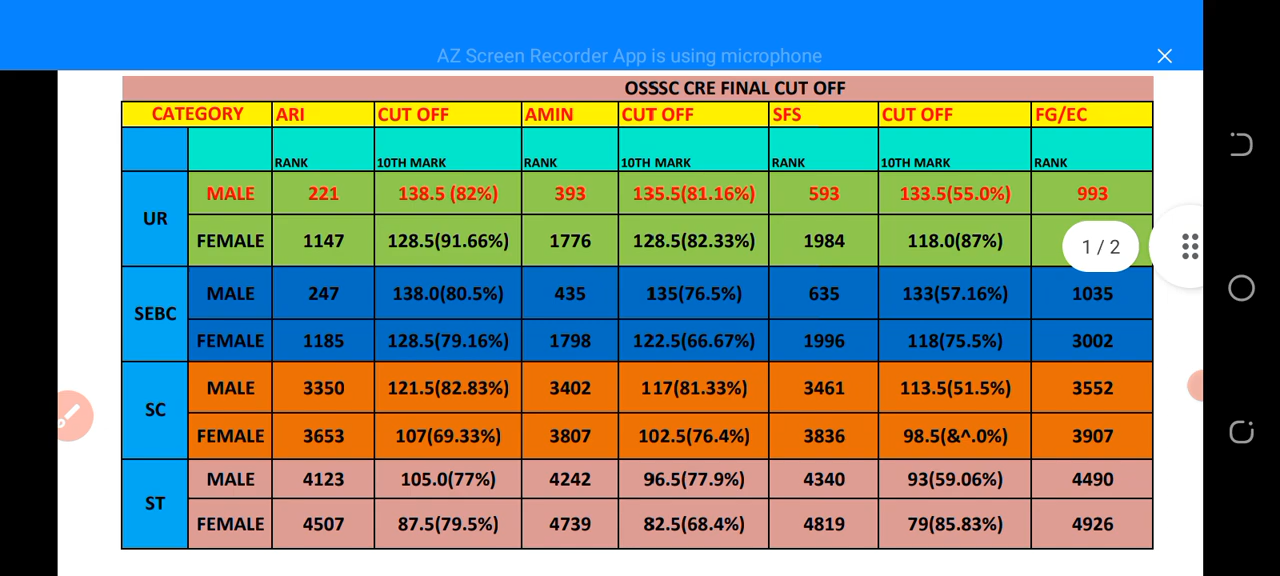 AZ Screen Recorder App is using microphone
OSSSC CRE FINAL CUT OFF
CATEGORY ARI CUT OFF AMIN CUT OFF SFS CUT OFF FG/EC
RANK 10TH MARK RANK 10TH MARK RANK 10TH MARK RANK
UR
MALE 221 138.5 (82%) 393 135.5(81.16%) 593 133.5(55.0%) 993
FEMALE 1147 128.5(91.66%) 1776 128.5(82.33%) 1984 118.0(87%)
1 / 2
SEBC
MALE 247 138.0(80.5%) 435 135(76.5%) 635 133(57.16%) 1035
FEMALE 1185 128.5(79.16%) 1798 122.5(66.67%) 1996 118(75.5%) 3002
SC
MALE 3350 121.5(82.83%) 3402 117(81.33%) 3461 113.5(51.5%) 3552
FEMALE 3653 107(69.33%) 3807 102.5(76.4%) 3836 98.5(&^.0%) 3907
ST
MALE 4123 105.0(77%) 4242 96.5(77.9%) 4340 93(59.06%) 4490
FEMALE 4507 87.5(79.5%) 4739 82.5(68.4%) 4819 79(85.83%) 4926